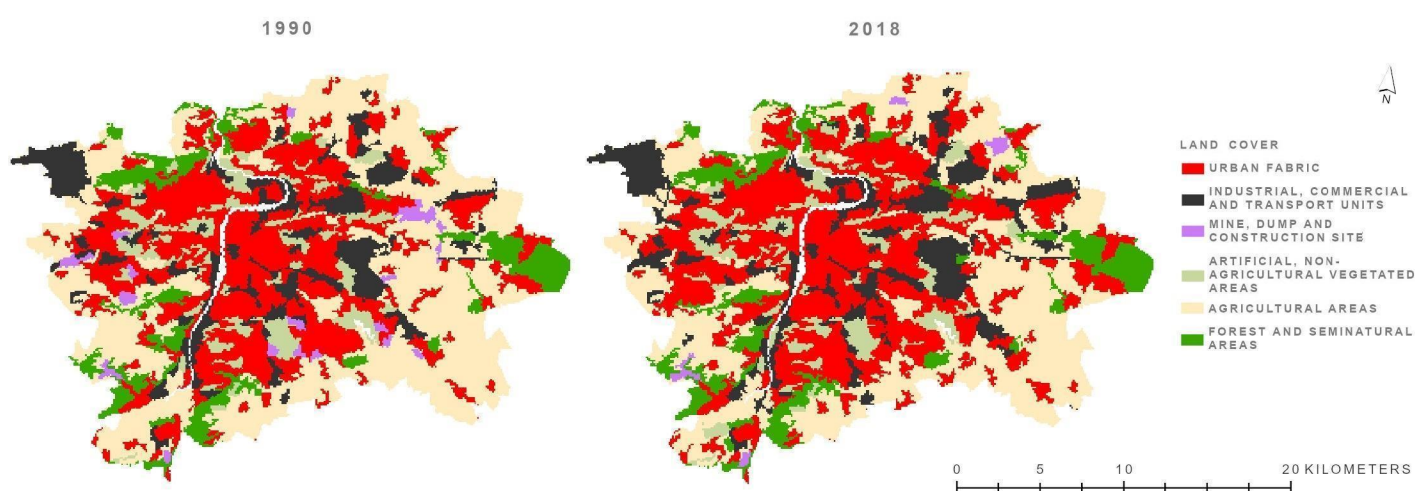 1990
2018
N
LAND COVER
URBAN FABRIC
INDUSTRIAL, COMMERCIAL
AND TRANSPORT UNITS
MINE, DUMP AND
CONSTRUCTION SITE
ARTIFICIAL, NON-
AGRICULTURAL VEGETATED
AREAS
AGRICULTURAL AREAS
FOREST AND SEMINATURAL
AREAS
0 5 10 20 KILOMETERS